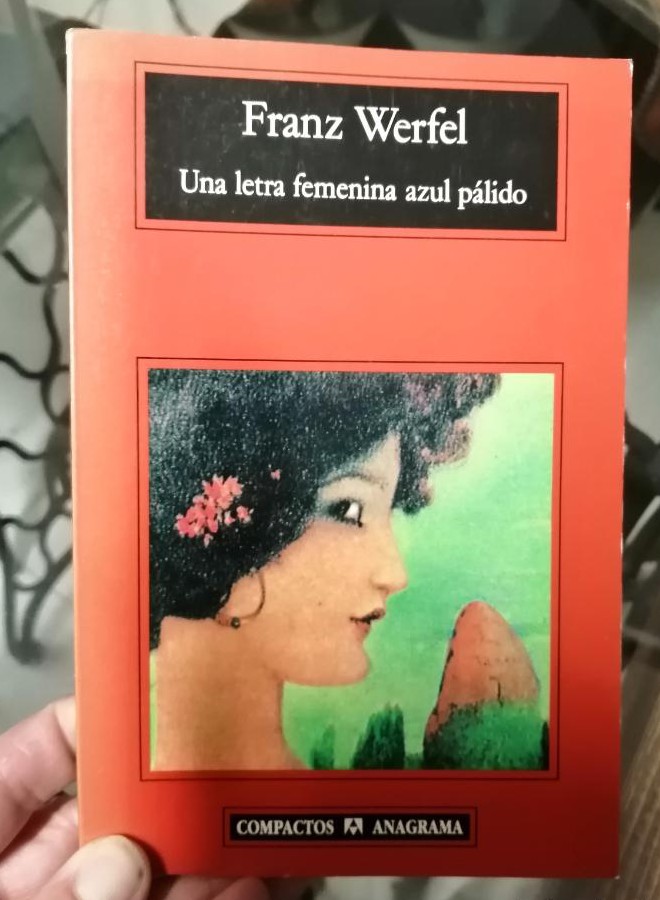 Franz Werfel
Una letra femenina azul pálido
COMPACTOS ANAGRAMA